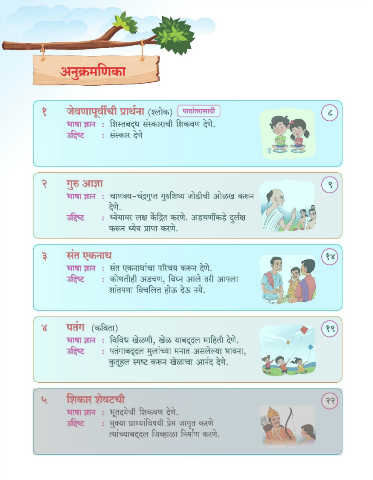 अनुक्रमणिका
१ जेवणापूर्वीची प्रार्थना (श्लोक) पाठांतरासाठी ८
भाषा ज्ञान : शिस्तबद्ध संस्काराची शिकवण देणे.
उद्दिष्ट : संस्कार देणे
२ गुरु आज्ञा ९
भाषा ज्ञान : चाणक्य-चंद्रगुप्त गुरुशिष्य जोडीची ओळख करून
देणे.
उद्दिष्ट : ध्येयावर लक्ष केंद्रित करणे. अडचणींकडे दुर्लक्ष
करून ध्येय प्राप्त करणे.
३ संत एकनाथ १४
भाषा ज्ञान : संत एकनाथांचा परिचय करून देणे.
उद्दिष्ट : कोणतीही अडचण, विघ्न आले तरी आपला
शांतपणा विचलित होऊ देऊ नये.
४ पतंग (कविता) १९
भाषा ज्ञान : विविध खेळणी, खेळ याबद्दल माहिती देणे.
उद्दिष्ट : पतंगाबद्दल मुलांच्या मनात असलेल्या भावना,
कुतूहल स्पष्ट करून खेळाचा आनंद देणे.
५ शिकार शेवटची २२
भाषा ज्ञान : भूतदयेची शिकवण देणे.
उद्दिष्ट : मुक्या प्राण्यांविषयी प्रेम जागृत करणे
त्यांच्याबद्दल जिव्हाळा निर्माण करणे.